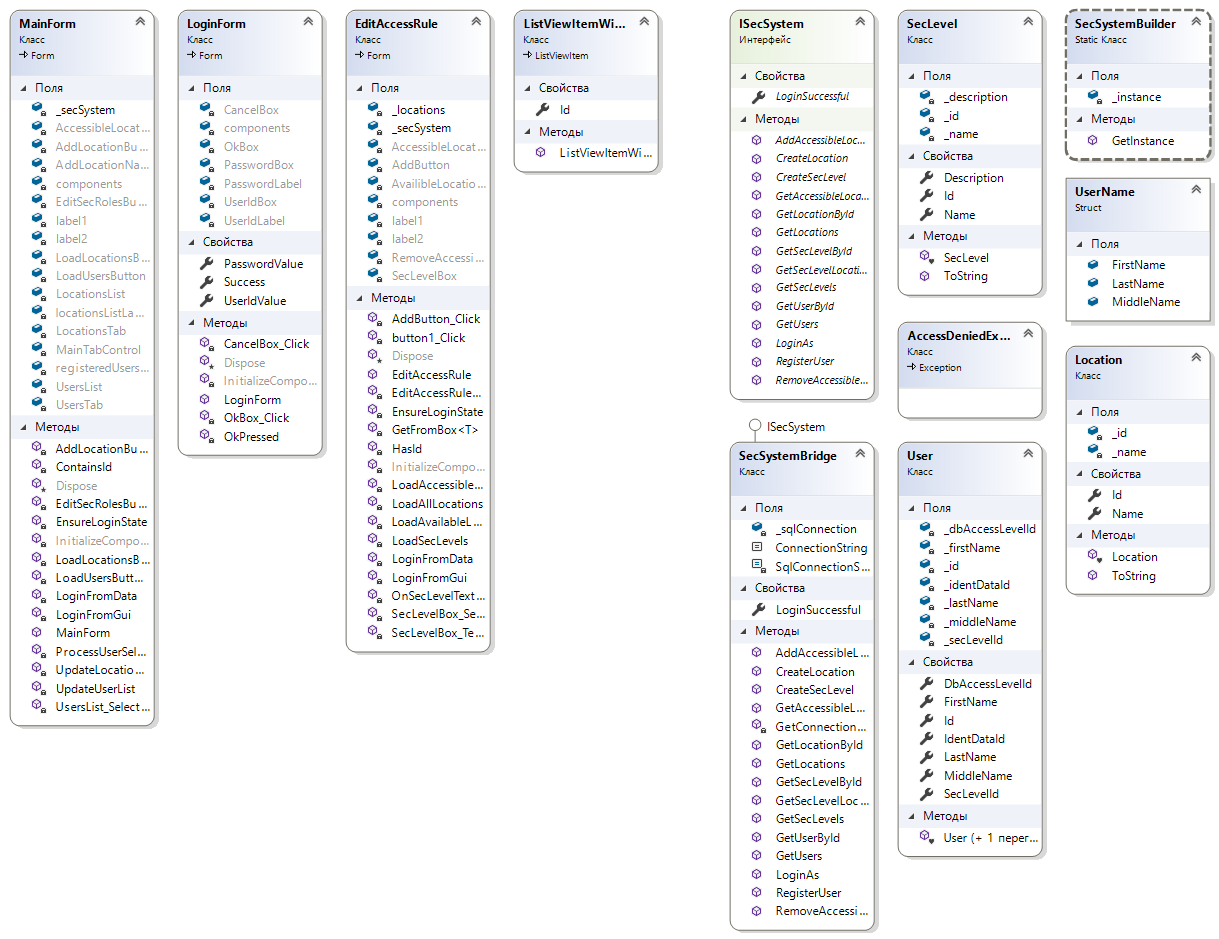 MainForm
Класс
Form
Поля
_secSystem
AccessibleLocat...
AddLocationBu...
AddLocationNa...
components
EditSecRolesBu...
label1
label2
LoadLocationsB...
LoadUsersButton
LocationsList
locationsListLa...
LocationsTab
MainTabControl
registeredUsers...
UsersList
UsersTab
Методы
AddLocationBu...
ContainsId
Dispose
EditSecRolesBu...
EnsureLoginState
InitializeCompo...
LoadLocationsB...
LoadUsersButt...
LoginFromData
LoginFromGui
MainForm
ProcessUserSel...
UpdateLocatio...
UpdateUserList
UsersList_Select...
LoginForm
Класс
Form
Поля
CancelBox
components
OkBox
PasswordBox
PasswordLabel
UserIdBox
UserIdLabel
Свойства
PasswordValue
Success
UserIdValue
Методы
CancelBox_Click
Dispose
InitializeCompo...
LoginForm
OkBox_Click
OkPressed
EditAccessRule
Класс
Form
Поля
_locations
_secSystem
AccessibleLocat...
AddButton
AvailibleLocatio...
components
label1
label2
RemoveAccessi...
SecLevelBox
Методы
AddButton_Click
button1_Click
Dispose
EditAccessRule
EditAccessRule...
EnsureLoginState
GetFromBox<T>
HasId
InitializeCompo...
LoadAccessible...
LoadAllLocations
LoadAvailableL...
LoadSecLevels
LoginFromData
LoginFromGui
OnSecLevelText...
SecLevelBox_Se...
SecLevelBox_Te...
ListViewItemWi...
Класс
ListViewItem
Свойства
Id
Методы
ListViewItemWi...
ISecSystem
Интерфейс
Свойства
LoginSuccessful
Методы
AddAccessibleLoc...
CreateLocation
CreateSecLevel
GetAccessibleLoca...
GetLocationById
GetLocations
GetSecLevelById
GetSecLevelLocati...
GetSecLevels
GetUserById
GetUsers
LoginAs
RegisterUser
RemoveAccessible...
ISecSystem
SecSystemBridge
Класс
Поля
_sqlConnection
ConnectionString
SqlConnectionS...
Свойства
LoginSuccessful
Методы
AddAccessibleL...
CreateLocation
CreateSecLevel
GetAccessibleL...
GetConnection...
GetLocationById
GetLocations
GetSecLevelById
GetSecLevelLoc...
GetSecLevels
GetUserById
GetUsers
LoginAs
RegisterUser
RemoveAccessi...
SecLevel
Класс
Поля
_description
_id
_name
Свойства
Description
Id
Name
Методы
SecLevel
ToString
AccessDeniedEx...
Класс
Exception
User
Класс
Поля
_dbAccessLevelId
_firstName
_id
_identDataId
_lastName
_middleName
_secLevelId
Свойства
DbAccessLevelId
FirstName
Id
IdentDataId
LastName
MiddleName
SecLevelId
Методы
User (+ 1 перег...
SecSystemBuilder
Static Класс
Поля
_instance
Методы
GetInstance
UserName
Struct
Поля
FirstName
LastName
MiddleName
Location
Класс
Поля
_id
_name
Свойства
Id
Name
Методы
Location
ToString